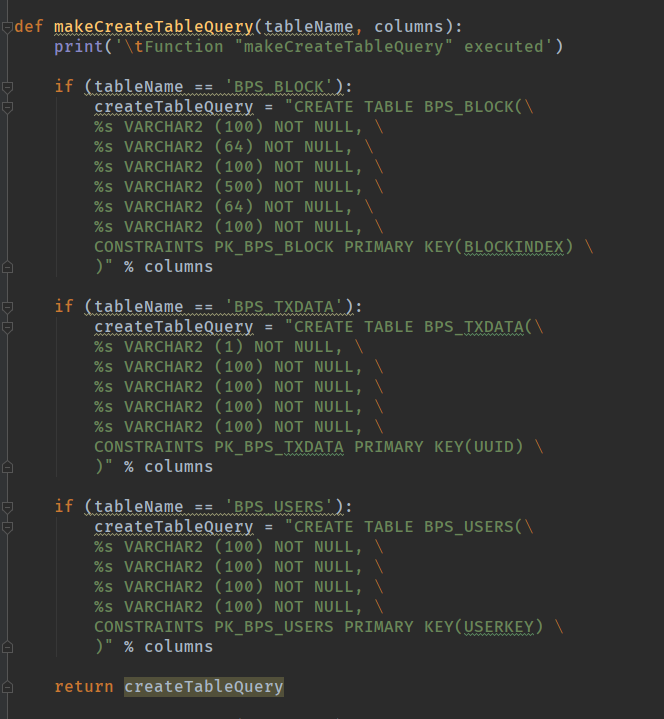 def makeCreateTableQuery(tableName, columns):
    print('\tFunction "makeCreateTableQuery" executed')
    if (tableName == 'BPS_BLOCK'):
        createTableQuery = "CREATE TABLE BPS_BLOCK(\
        %s VARCHAR2 (100) NOT NULL, \
        %s VARCHAR2 (64) NOT NULL, \
        %s VARCHAR2 (100) NOT NULL, \
        %s VARCHAR2 (500) NOT NULL, \
        %s VARCHAR2 (64) NOT NULL, \
        %s VARCHAR2 (100) NOT NULL, \
        CONSTRAINTS PK_BPS_BLOCK PRIMARY KEY(BLOCKINDEX) \
        )" % columns
    if (tableName == 'BPS_TXDATA'):
        createTableQuery = "CREATE TABLE BPS_TXDATA(\
        %s VARCHAR2 (1) NOT NULL, \
        %s VARCHAR2 (100) NOT NULL, \
        %s VARCHAR2 (100) NOT NULL, \
        %s VARCHAR2 (100) NOT NULL, \
        %s VARCHAR2 (100) NOT NULL, \
        CONSTRAINTS PK_BPS_TXDATA PRIMARY KEY(UUID) \
        )" % columns
    if (tableName == 'BPS_USERS'):
        createTableQuery = "CREATE TABLE BPS_USERS(\
        %s VARCHAR2 (100) NOT NULL, \
        %s VARCHAR2 (100) NOT NULL, \
        %s VARCHAR2 (100) NOT NULL, \
        %s VARCHAR2 (100) NOT NULL, \
        CONSTRAINTS PK_BPS_USERS PRIMARY KEY(USERKEY) \
        )" % columns
    return createTableQuery